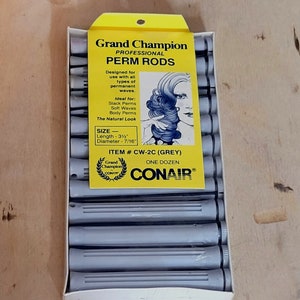 Grand Champion
PROFESSIONAL
PERM RODS
Designed for
use with all
types of
permanent
waves.
Ideal for:
Stack Perms
Soft Waves
Body Perms
The Natural Look
SIZE —
Length - 3½"
Diameter - 7/16"
ITEM # CW-2C (GREY)
ONE DOZEN
CONAIR®
Grand
Champion
CONAIR